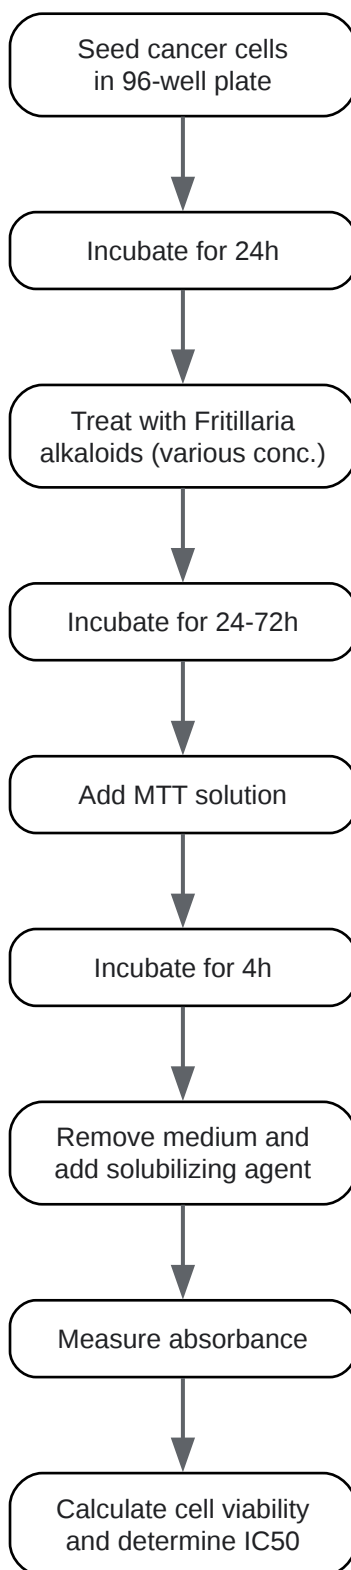 Seed cancer cells
in 96-well plate
Incubate for 24h
Treat with Fritillaria
alkaloids (various conc.)
Incubate for 24-72h
Add MTT solution
Incubate for 4h
Remove medium and
add solubilizing agent
Measure absorbance
Calculate cell viability
and determine IC50